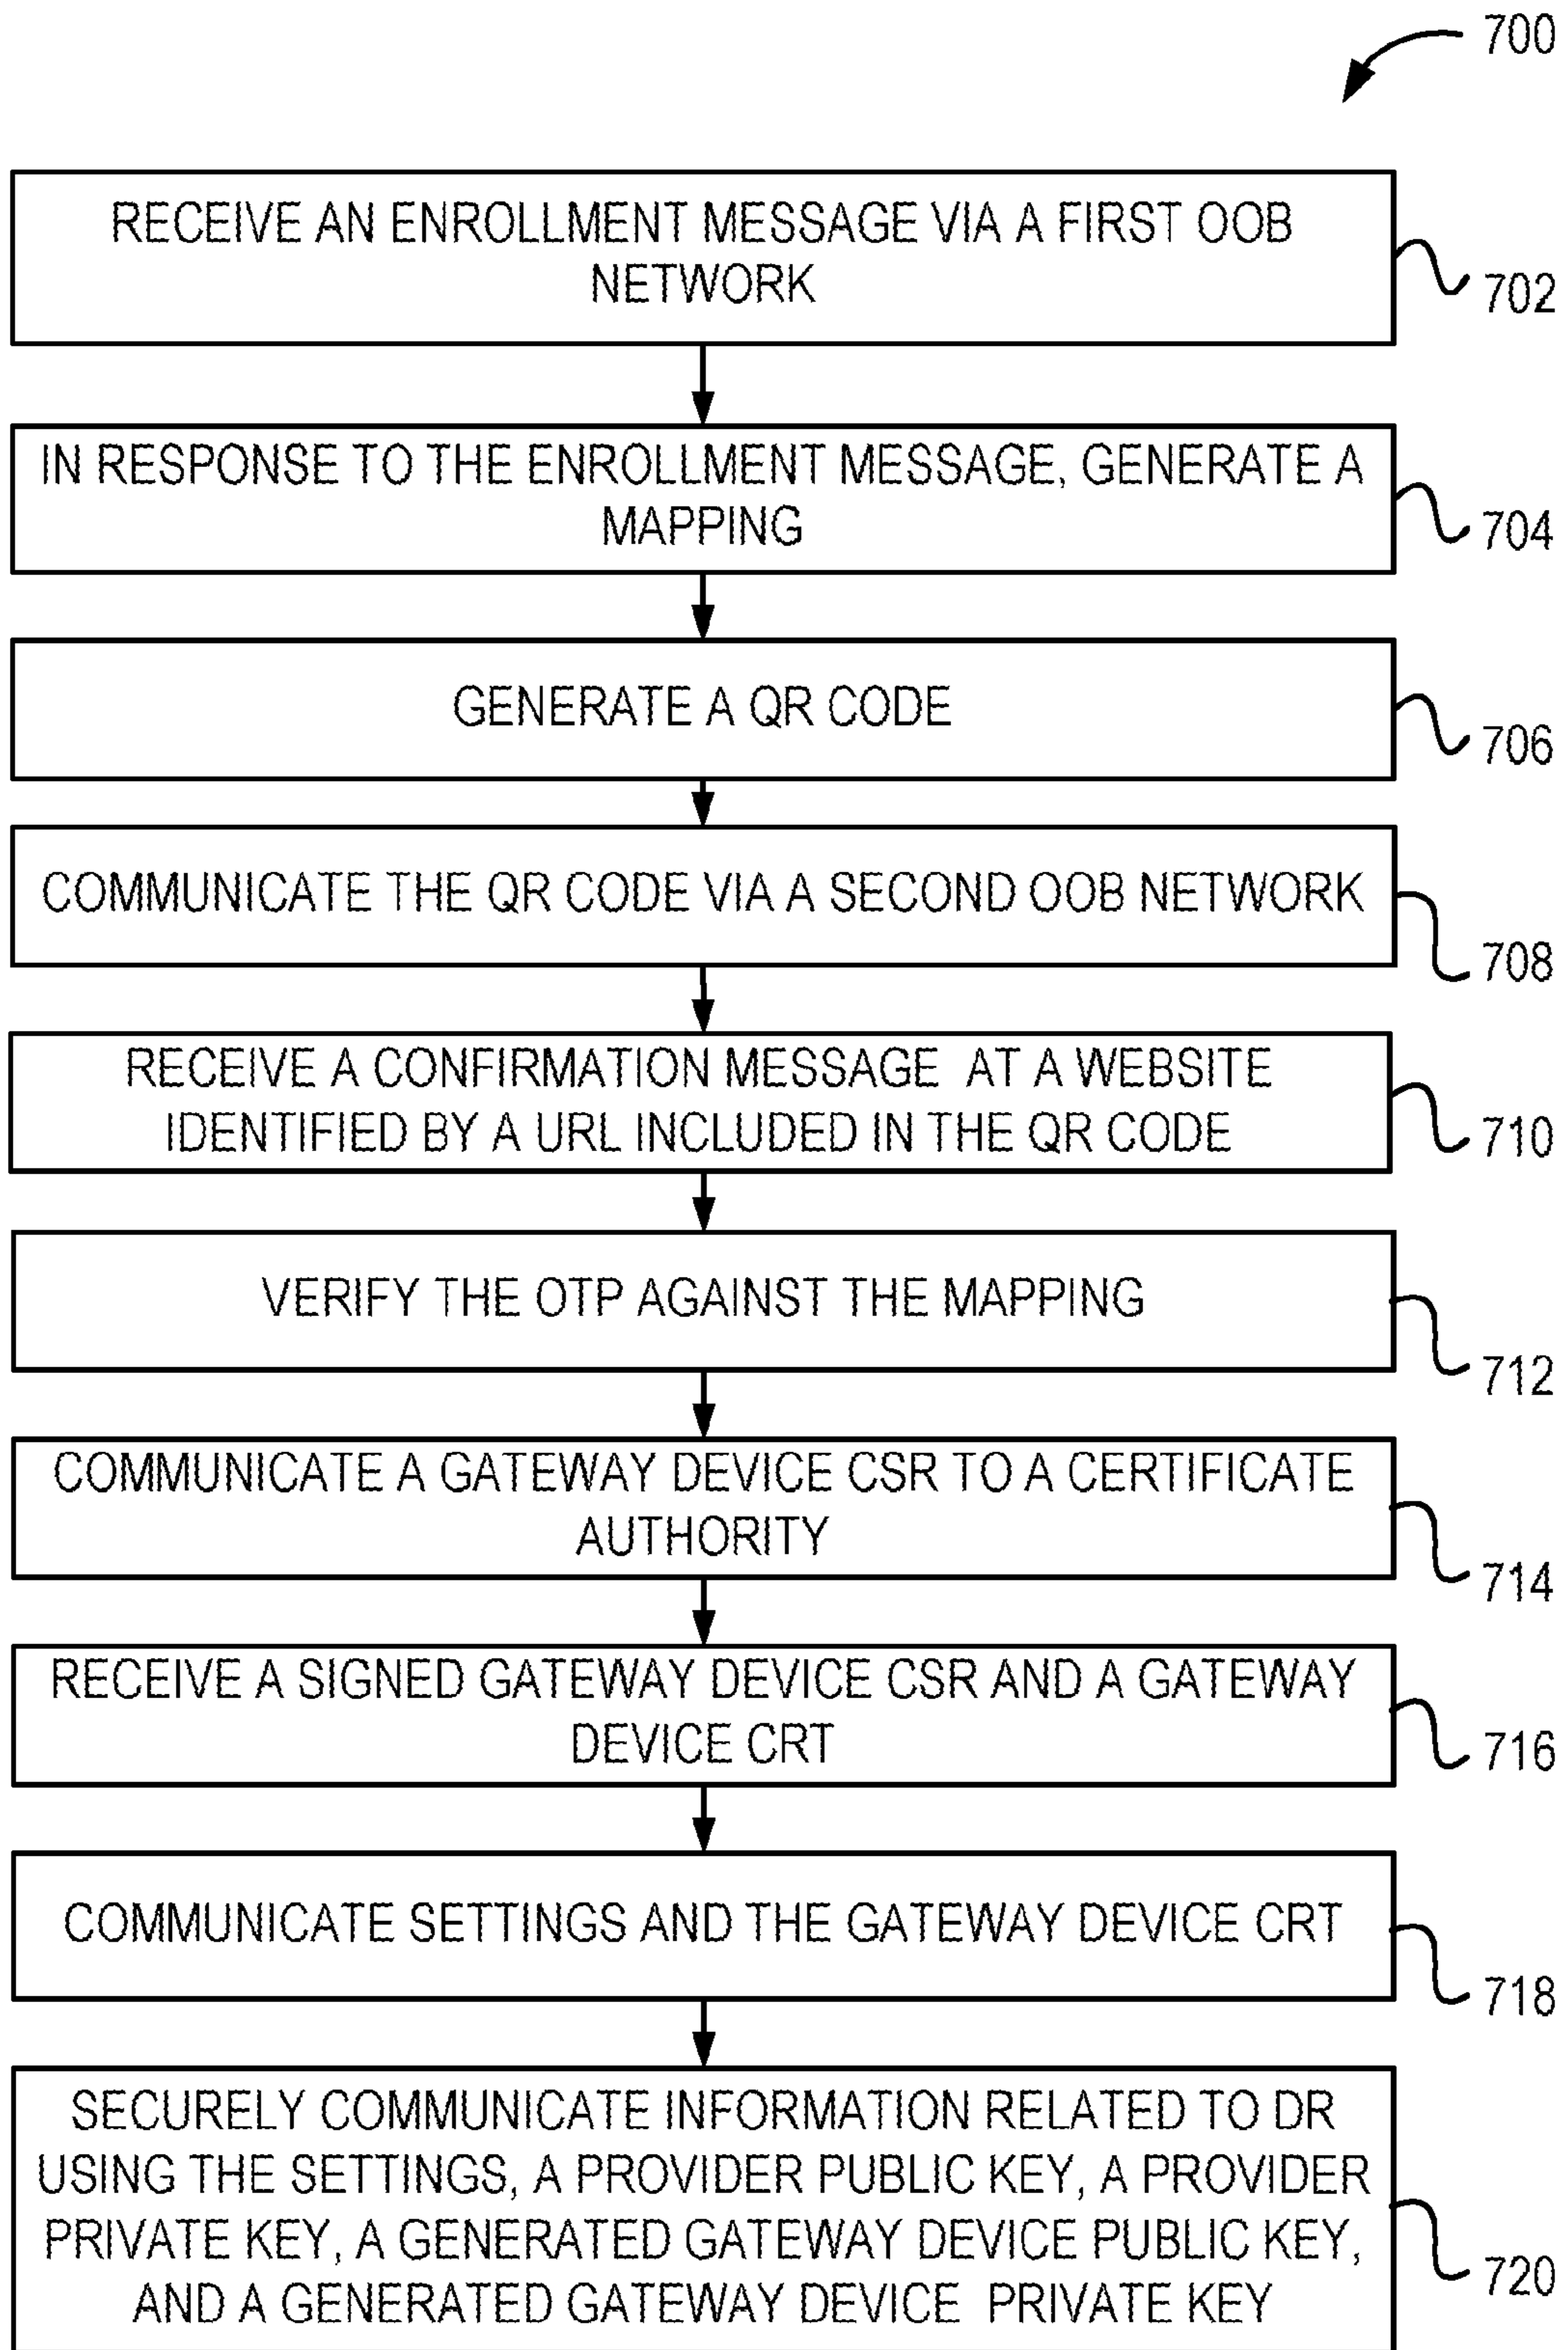 700
RECEIVE AN ENROLLMENT MESSAGE VIA A FIRST OOB
NETWORK
702
IN RESPONSE TO THE ENROLLMENT MESSAGE, GENERATE A
MAPPING
704
GENERATE A QR CODE
706
COMMUNICATE THE QR CODE VIA A SECOND OOB NETWORK
708
RECEIVE A CONFIRMATION MESSAGE AT A WEBSITE
IDENTIFIED BY A URL INCLUDED IN THE QR CODE
710
VERIFY THE OTP AGAINST THE MAPPING
712
COMMUNICATE A GATEWAY DEVICE CSR TO A CERTIFICATE
AUTHORITY
714
RECEIVE A SIGNED GATEWAY DEVICE CSR AND A GATEWAY
DEVICE CRT
716
COMMUNICATE SETTINGS AND THE GATEWAY DEVICE CRT
718
SECURELY COMMUNICATE INFORMATION RELATED TO DR
USING THE SETTINGS, A PROVIDER PUBLIC KEY, A PROVIDER
PRIVATE KEY, A GENERATED GATEWAY DEVICE PUBLIC KEY,
AND A GENERATED GATEWAY DEVICE PRIVATE KEY
720